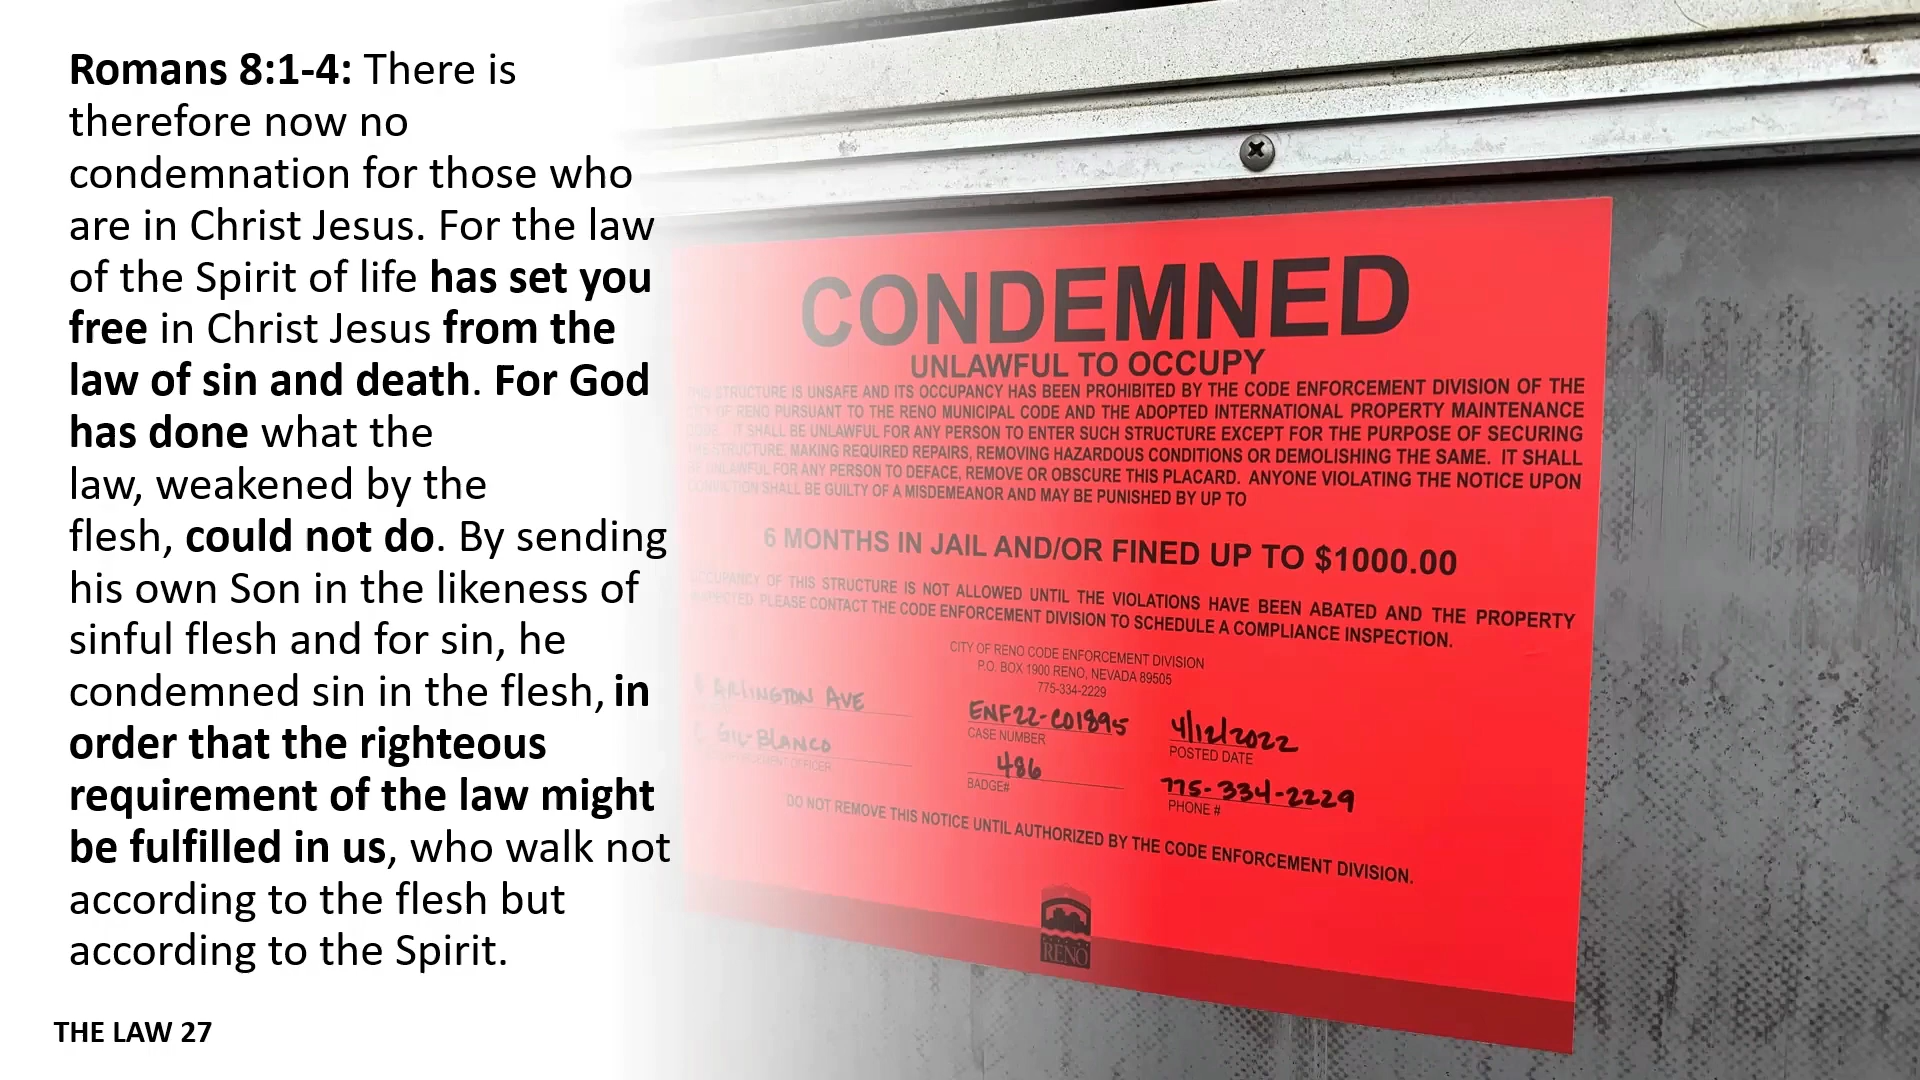 Romans 8:1-4: There is
therefore now no
condemnation for those who
are in Christ Jesus. For the law
of the Spirit of life has set you
free in Christ Jesus from the
law of sin and death. For God
has done what the
law, weakened by the
flesh, could not do. By sending
his own Son in the likeness of
sinful flesh and for sin, he
condemned sin in the flesh, in
order that the righteous
requirement of the law might
be fulfilled in us, who walk not
according to the flesh but
according to the Spirit.
THE LAW 27
CONDEMNED
UNLAWFUL TO OCCUPY
STRUCTURE IS UNSAFE AND ITS OCCUPANCY HAS BEEN PROHIBITED BY THE CODE ENFORCEMENT DIVISION OF THE
CITY OF RENO PURSUANT TO THE RENO MUNICIPAL CODE AND THE ADOPTED INTERNATIONAL PROPERTY MAINTENANCE
IT SHALL BE UNLAWFUL FOR ANY PERSON TO ENTER SUCH STRUCTURE EXCEPT FOR THE PURPOSE OF SECURING
THE STRUCTURE, MAKING REQUIRED REPAIRS, REMOVING HAZARDOUS CONDITIONS OR DEMOLISHING THE SAME. IT SHALL
BE UNLAWFUL FOR ANY PERSON TO DEFACE, REMOVE OR OBSCURE THIS PLACARD. ANYONE VIOLATING THE NOTICE UPON
CONVICTION SHALL BE GUILTY OF A MISDEMEANOR AND MAY BE PUNISHED BY UP TO
6 MONTHS IN JAIL AND/OR FINED UP TO $1000.00
OCCUPANCY OF THIS STRUCTURE IS NOT ALLOWED UNTIL THE VIOLATIONS HAVE BEEN ABATED AND THE PROPERTY
INSPECTED. PLEASE CONTACT THE CODE ENFORCEMENT DIVISION TO SCHEDULE A COMPLIANCE INSPECTION.
CITY OF RENO CODE ENFORCEMENT DIVISION
P.O. BOX 1900 RENO, NEVADA 89505
775-334-2229
ARLINGTON AVE
ENF22-C01895
4/12/2022
CASE NUMBER
POSTED DATE
GIL-BLANCO
486
775-334-2229
OFFICER
BADGE#
PHONE #
DO NOT REMOVE THIS NOTICE UNTIL AUTHORIZED BY THE CODE ENFORCEMENT DIVISION.
RENO